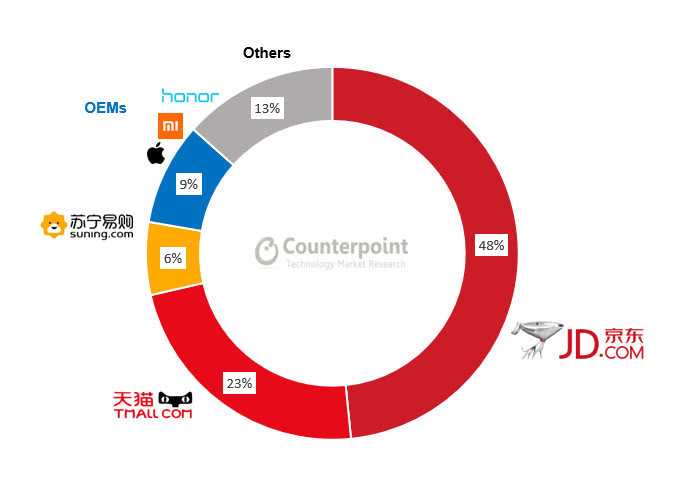 Others
honor
OEMs
mi
13%
9%
苏宁易购
suning.com
6%
48%
Counterpoint
Technology Market Research
京东
JD.COM
23%
天猫
TMALL.COM